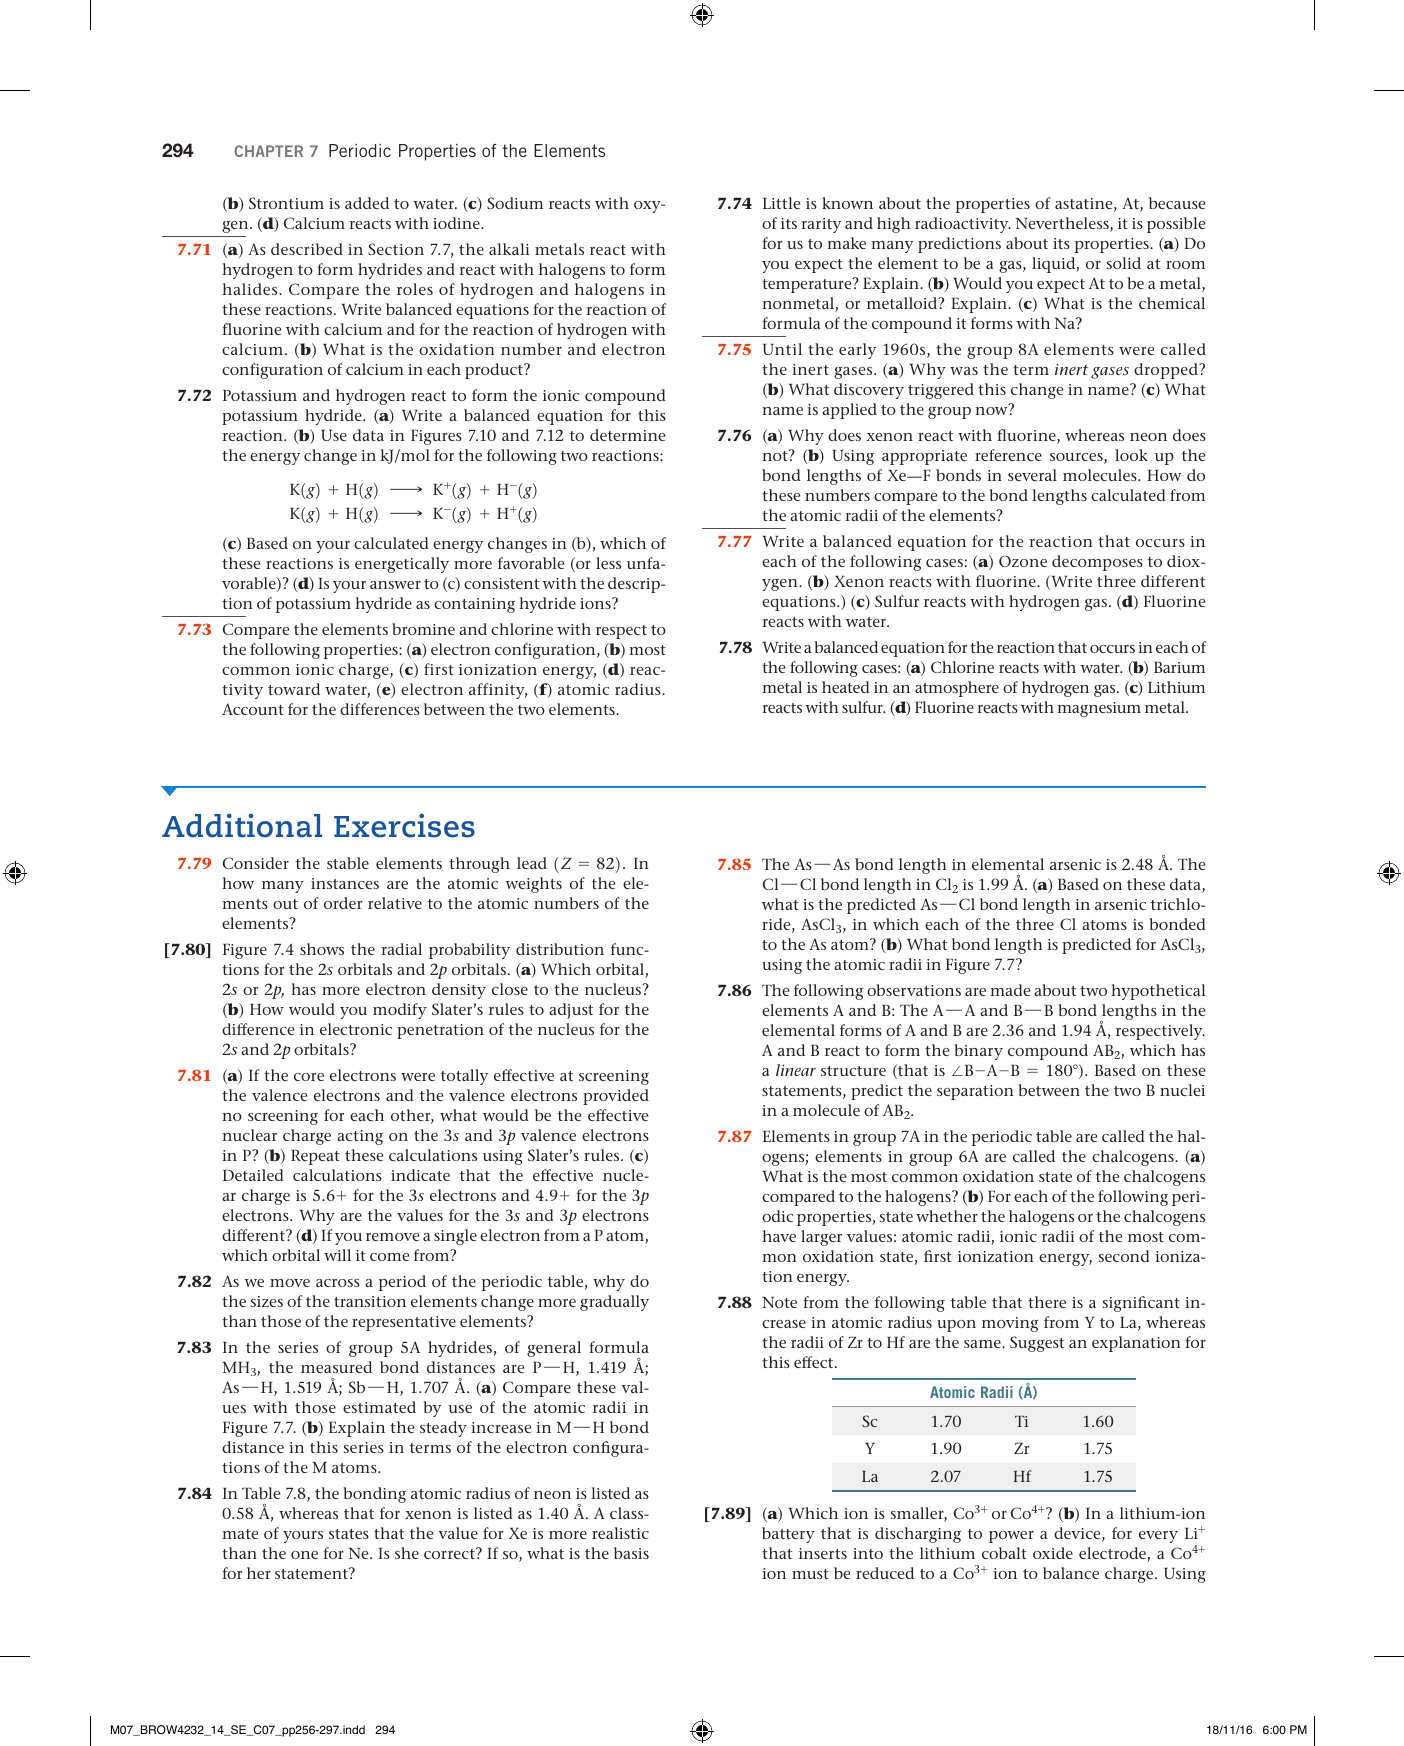 294 CHAPTER 7 Periodic Properties of the Elements
(b) Strontium is added to water. (c) Sodium reacts with oxy-
gen. (d) Calcium reacts with iodine.
7.71 (a) As described in Section 7.7, the alkali metals react with
hydrogen to form hydrides and react with halogens to form
halides. Compare the roles of hydrogen and halogens in
these reactions. Write balanced equations for the reaction of
fluorine with calcium and for the reaction of hydrogen with
calcium. (b) What is the oxidation number and electron
configuration of calcium in each product?
7.72 Potassium and hydrogen react to form the ionic compound
potassium hydride. (a) Write a balanced equation for this
reaction. (b) Use data in Figures 7.10 and 7.12 to determine
the energy change in kJ/mol for the following two reactions:
K(g) + H(g) ⟶ K⁺(g) + H⁻(g)
K(g) + H(g) ⟶ K⁻(g) + H⁺(g)
(c) Based on your calculated energy changes in (b), which of
these reactions is energetically more favorable (or less unfa-
vorable)? (d) Is your answer to (c) consistent with the descrip-
tion of potassium hydride as containing hydride ions?
7.73 Compare the elements bromine and chlorine with respect to
the following properties: (a) electron configuration, (b) most
common ionic charge, (c) first ionization energy, (d) reac-
tivity toward water, (e) electron affinity, (f) atomic radius.
Account for the differences between the two elements.
7.74 Little is known about the properties of astatine, At, because
of its rarity and high radioactivity. Nevertheless, it is possible
for us to make many predictions about its properties. (a) Do
you expect the element to be a gas, liquid, or solid at room
temperature? Explain. (b) Would you expect At to be a metal,
nonmetal, or metalloid? Explain. (c) What is the chemical
formula of the compound it forms with Na?
7.75 Until the early 1960s, the group 8A elements were called
the inert gases. (a) Why was the term inert gases dropped?
(b) What discovery triggered this change in name? (c) What
name is applied to the group now?
7.76 (a) Why does xenon react with fluorine, whereas neon does
not? (b) Using appropriate reference sources, look up the
bond lengths of Xe—F bonds in several molecules. How do
these numbers compare to the bond lengths calculated from
the atomic radii of the elements?
7.77 Write a balanced equation for the reaction that occurs in
each of the following cases: (a) Ozone decomposes to diox-
ygen. (b) Xenon reacts with fluorine. (Write three different
equations.) (c) Sulfur reacts with hydrogen gas. (d) Fluorine
reacts with water.
7.78 Write a balanced equation for the reaction that occurs in each of
the following cases: (a) Chlorine reacts with water. (b) Barium
metal is heated in an atmosphere of hydrogen gas. (c) Lithium
reacts with sulfur. (d) Fluorine reacts with magnesium metal.
Additional Exercises
7.79 Consider the stable elements through lead (Z = 82). In
how many instances are the atomic weights of the ele-
ments out of order relative to the atomic numbers of the
elements?
[7.80] Figure 7.4 shows the radial probability distribution func-
tions for the 2s orbitals and 2p orbitals. (a) Which orbital,
2s or 2p, has more electron density close to the nucleus?
(b) How would you modify Slater's rules to adjust for the
difference in electronic penetration of the nucleus for the
2s and 2p orbitals?
7.81 (a) If the core electrons were totally effective at screening
the valence electrons and the valence electrons provided
no screening for each other, what would be the effective
nuclear charge acting on the 3s and 3p valence electrons
in P? (b) Repeat these calculations using Slater's rules. (c)
Detailed calculations indicate that the effective nucle-
ar charge is 5.6+ for the 3s electrons and 4.9+ for the 3p
electrons. Why are the values for the 3s and 3p electrons
different? (d) If you remove a single electron from a P atom,
which orbital will it come from?
7.82 As we move across a period of the periodic table, why do
the sizes of the transition elements change more gradually
than those of the representative elements?
7.83 In the series of group 5A hydrides, of general formula
MH₃, the measured bond distances are P—H, 1.419 Å;
As—H, 1.519 Å; Sb—H, 1.707 Å. (a) Compare these val-
ues with those estimated by use of the atomic radii in
Figure 7.7. (b) Explain the steady increase in M—H bond
distance in this series in terms of the electron configura-
tions of the M atoms.
7.84 In Table 7.8, the bonding atomic radius of neon is listed as
0.58 Å, whereas that for xenon is listed as 1.40 Å. A class-
mate of yours states that the value for Xe is more realistic
than the one for Ne. Is she correct? If so, what is the basis
for her statement?
7.85 The As—As bond length in elemental arsenic is 2.48 Å. The
Cl—Cl bond length in Cl₂ is 1.99 Å. (a) Based on these data,
what is the predicted As—Cl bond length in arsenic trichlo-
ride, AsCl₃, in which each of the three Cl atoms is bonded
to the As atom? (b) What bond length is predicted for AsCl₃,
using the atomic radii in Figure 7.7?
7.86 The following observations are made about two hypothetical
elements A and B: The A—A and B—B bond lengths in the
elemental forms of A and B are 2.36 and 1.94 Å, respectively.
A and B react to form the binary compound AB₂, which has
a linear structure (that is ∠B−A−B = 180°). Based on these
statements, predict the separation between the two B nuclei
in a molecule of AB₂.
7.87 Elements in group 7A in the periodic table are called the hal-
ogens; elements in group 6A are called the chalcogens. (a)
What is the most common oxidation state of the chalcogens
compared to the halogens? (b) For each of the following peri-
odic properties, state whether the halogens or the chalcogens
have larger values: atomic radii, ionic radii of the most com-
mon oxidation state, first ionization energy, second ioniza-
tion energy.
7.88 Note from the following table that there is a significant in-
crease in atomic radius upon moving from Y to La, whereas
the radii of Zr to Hf are the same. Suggest an explanation for
this effect.
Atomic Radii (Å)
Sc 1.70 Ti 1.60
Y 1.90 Zr 1.75
La 2.07 Hf 1.75
[7.89] (a) Which ion is smaller, Co³⁺ or Co⁴⁺? (b) In a lithium-ion
battery that is discharging to power a device, for every Li⁺
that inserts into the lithium cobalt oxide electrode, a Co⁴⁺
ion must be reduced to a Co³⁺ ion to balance charge. Using
M07_BROW4232_14_SE_C07_pp256-297.indd 294
18/11/16 6:00 PM